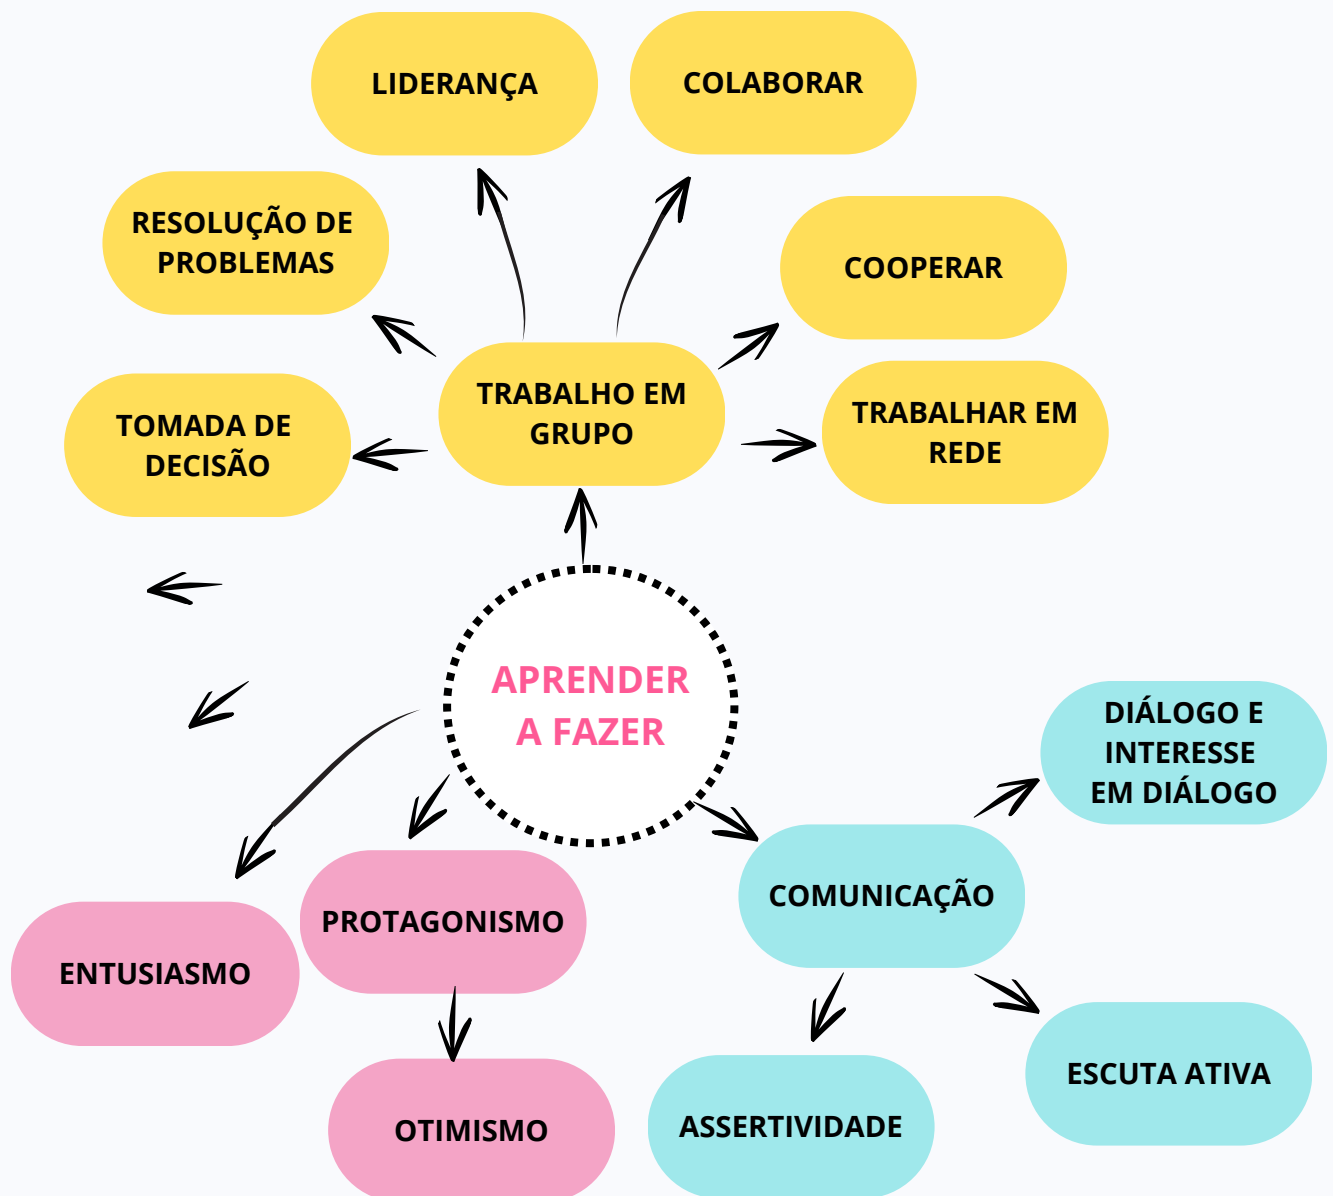 LIDERANÇA
COLABORAR
RESOLUÇÃO DE
PROBLEMAS
COOPERAR
TRABALHO EM
GRUPO
TOMADA DE
DECISÃO
TRABALHAR EM
REDE
APRENDER
A FAZER
DIÁLOGO E
INTERESSE
EM DIÁLOGO
COMUNICAÇÃO
PROTAGONISMO
ENTUSIASMO
ESCUTA ATIVA
ASSERTIVIDADE
OTIMISMO